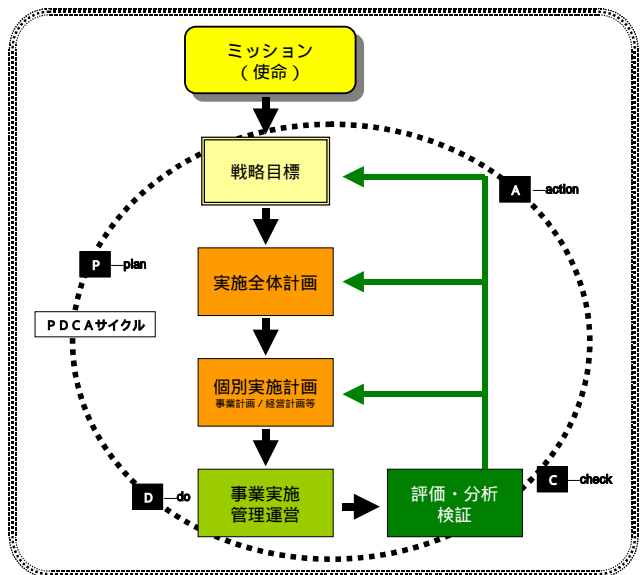 ミッション
（使命）
戦略目標
A
action
P
plan
実施全体計画
PDCAサイクル
個別実施計画
事業計画/経営計画等
D
do
事業実施
管理運営
評価・分析
検証
C
check